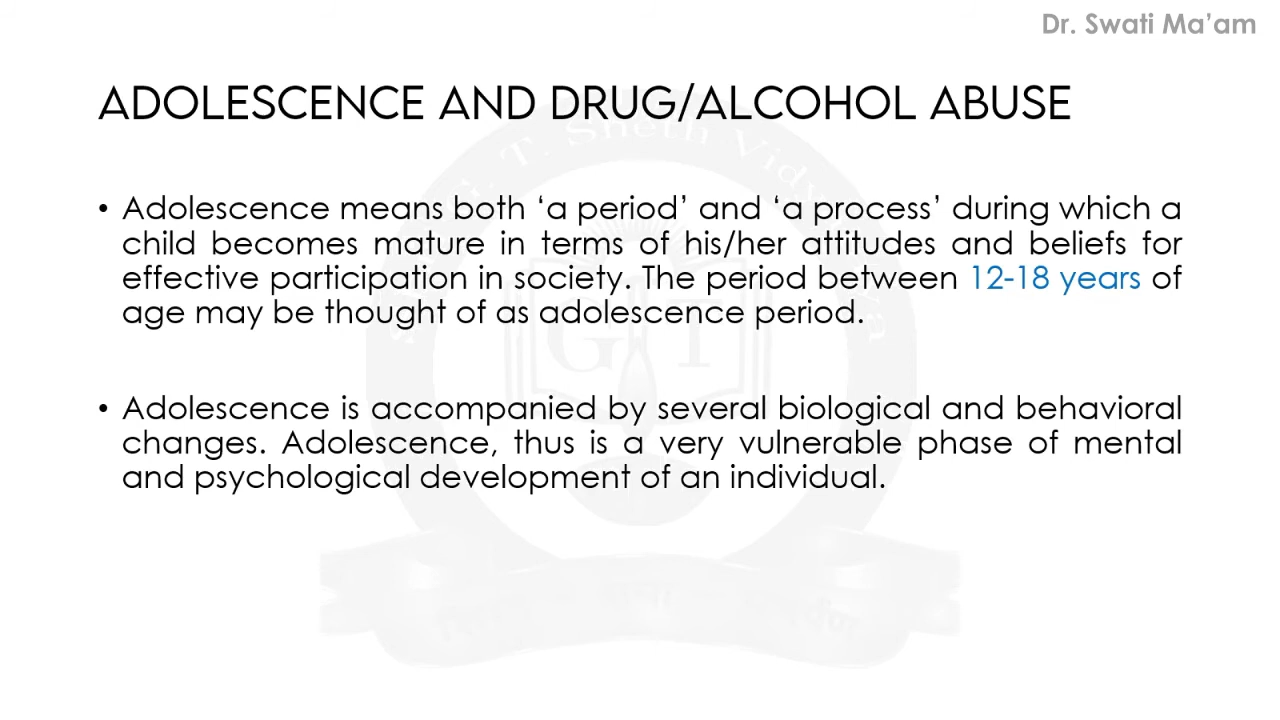 Dr. Swati Ma’am
ADOLESCENCE AND DRUG/ALCOHOL ABUSE
• Adolescence means both ‘a period’ and ‘a process’ during which a
child becomes mature in terms of his/her attitudes and beliefs for
effective participation in society. The period between 12-18 years of
age may be thought of as adolescence period.
• Adolescence is accompanied by several biological and behavioral
changes. Adolescence, thus is a very vulnerable phase of mental
and psychological development of an individual.
G. T. Sheth
G T